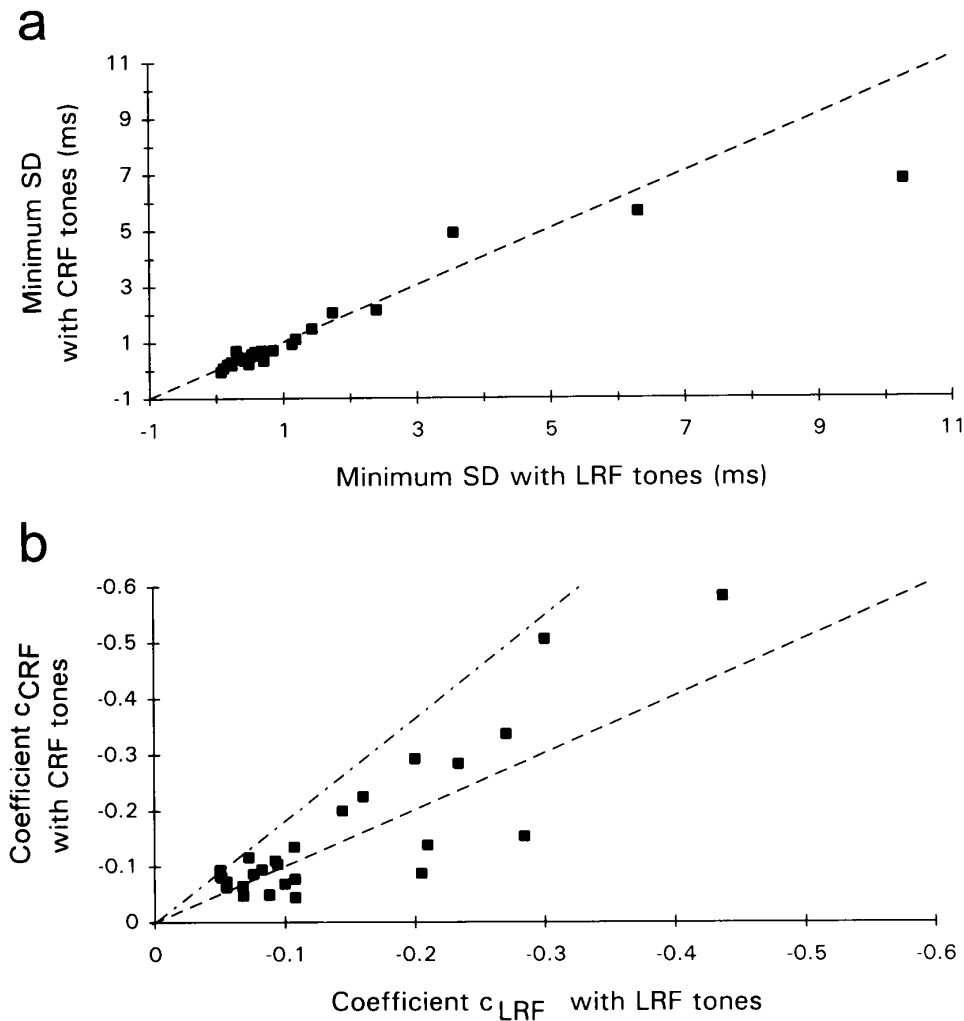 a
11
9
7
5
3
1
-1
Minimum SD
with CRF tones (ms)
-1 1 3 5 7 9 11
Minimum SD with LRF tones (ms)
b
-0.6
-0.5
-0.4
-0.3
-0.2
-0.1
0
Coefficient cCRF
with CRF tones
0 -0.1 -0.2 -0.3 -0.4 -0.6
Coefficient cLRF with LRF tones